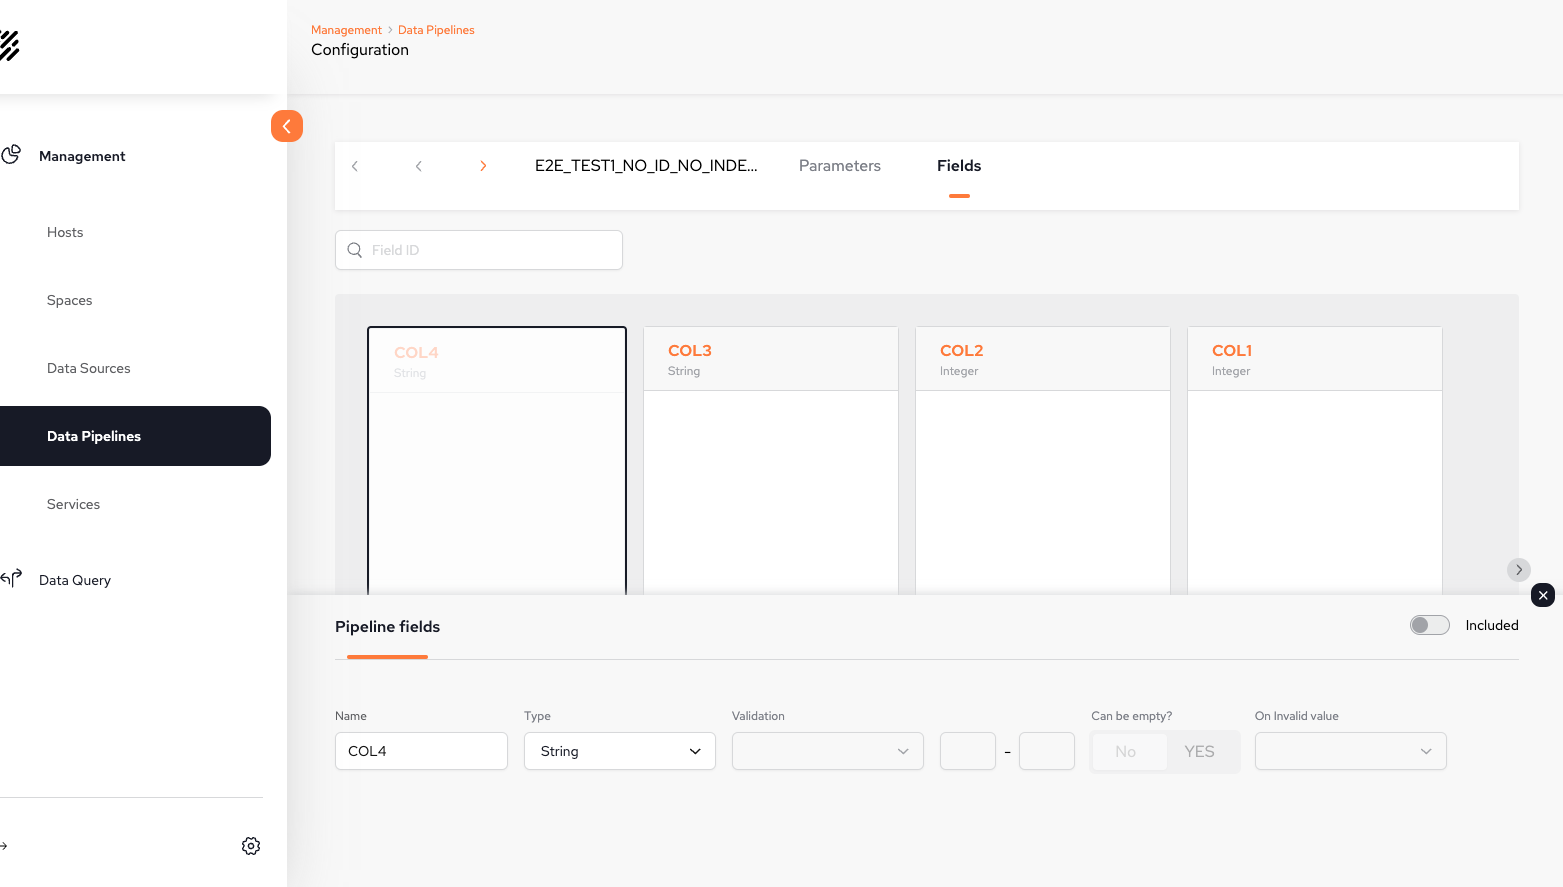 Management > Data Pipelines
Configuration
Management
Hosts
Spaces
Data Sources
Data Pipelines
Services
Data Query
E2E_TEST1_NO_ID_NO_INDE...
Parameters
Fields
Field ID
COL4
String
COL3
String
COL2
Integer
COL1
Integer
Pipeline fields
Included
Name
Type
Validation
Can be empty?
On Invalid value
COL4
String
-
No
YES